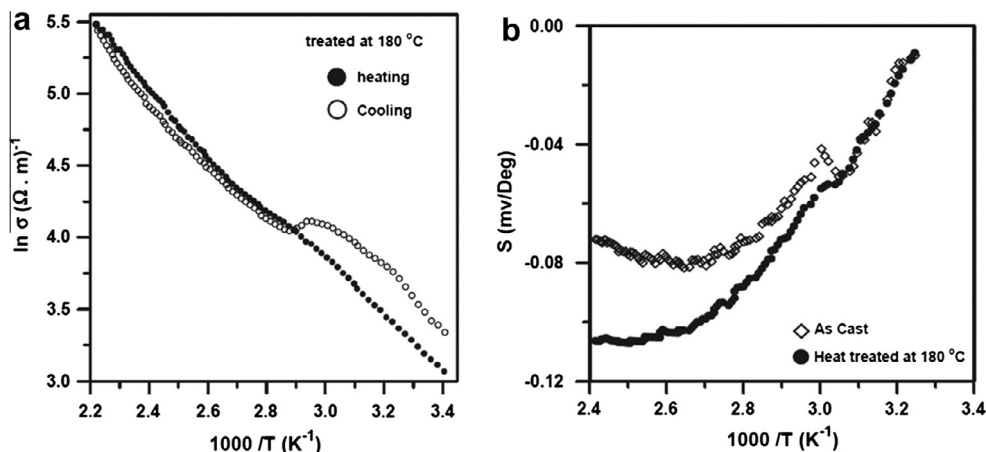 a
5.5
5.0
4.5
4.0
3.5
3.0
ln σ (Ω . m)⁻¹
treated at 180 °C
heating
Cooling
2.2 2.4 2.6 2.8 3.0 3.2 3.4
1000 /T (K⁻¹)
b
0.00
-0.04
-0.08
-0.12
S (mv/Deg)
As Cast
Heat treated at 180 °C
2.4 2.6 2.8 3.0 3.2 3.4
1000 /T (K⁻¹)